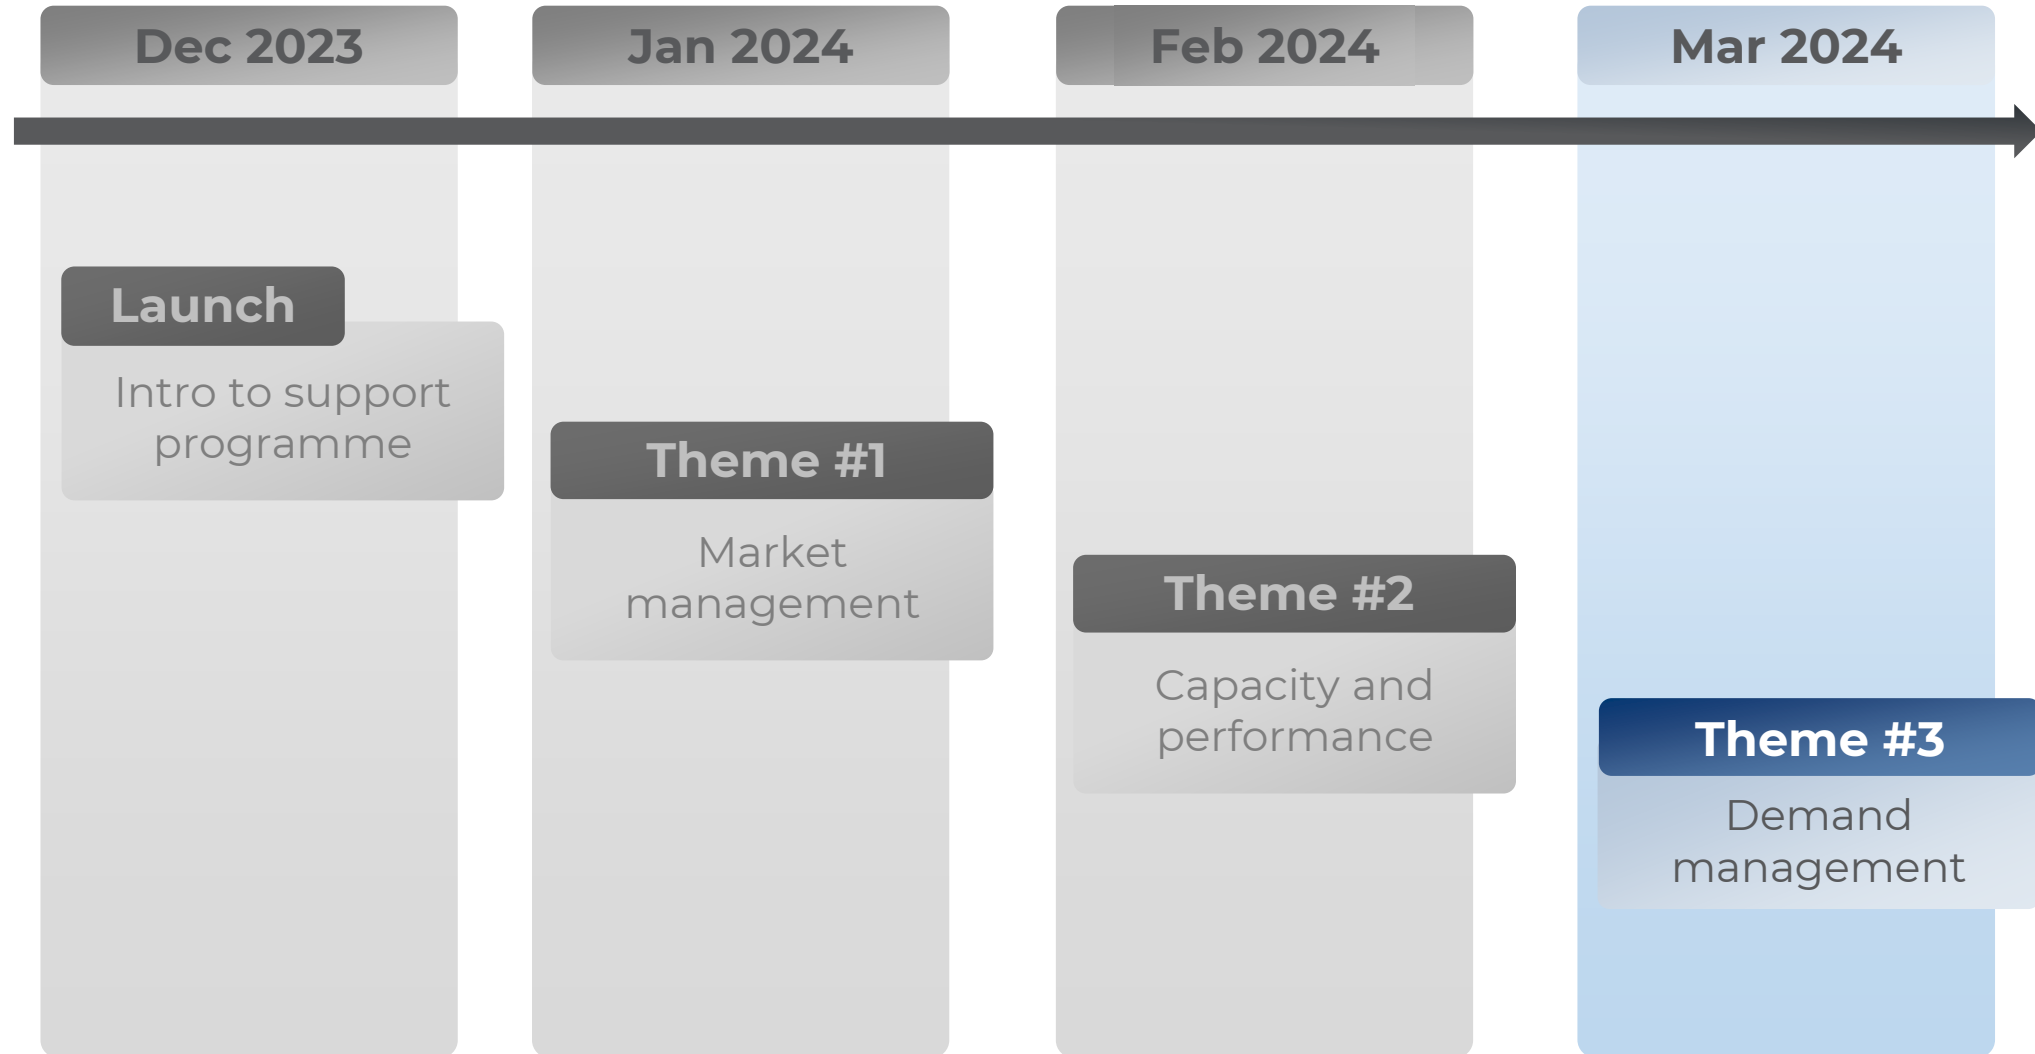 Dec 2023
Jan 2024
Feb 2024
Mar 2024
Launch
Intro to support
programme
Theme #1
Market
management
Theme #2
Capacity and
performance
Theme #3
Demand
management